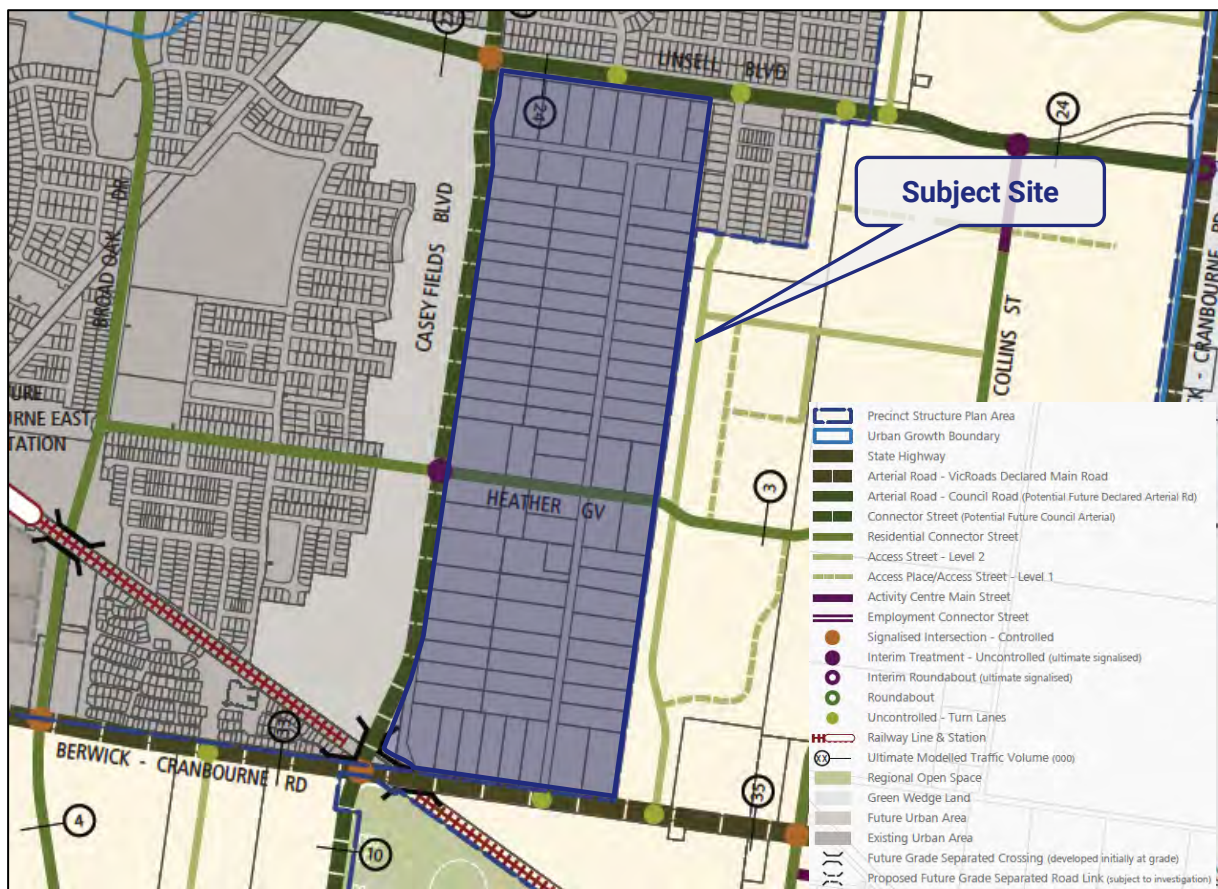 24
LINSELL BLVD
24
Subject Site
BROAD OAK DR
CASEY FIELDS BLVD
COLLINS ST
- CRANBOURNE RD
URE
RNE EAST
TATION
HEATHER GV
3
BERWICK - CRANBOURNE RD
35
4
10
Precinct Structure Plan Area
Urban Growth Boundary
State Highway
Arterial Road - VicRoads Declared Main Road
Arterial Road - Council Road (Potential Future Declared Arterial Rd)
Connector Street (Potential Future Council Arterial)
Residential Connector Street
Access Street - Level 2
Access Place/Access Street - Level 1
Activity Centre Main Street
Employment Connector Street
Signalised Intersection - Controlled
Interim Treatment - Uncontrolled (ultimate signalised)
Interim Roundabout (ultimate signalised)
Roundabout
Uncontrolled - Turn Lanes
Railway Line & Station
XX Ultimate Modelled Traffic Volume (000)
Regional Open Space
Green Wedge Land
Future Urban Area
Existing Urban Area
Future Grade Separated Crossing (developed initially at grade)
Proposed Future Grade Separated Road Link (subject to investigation)